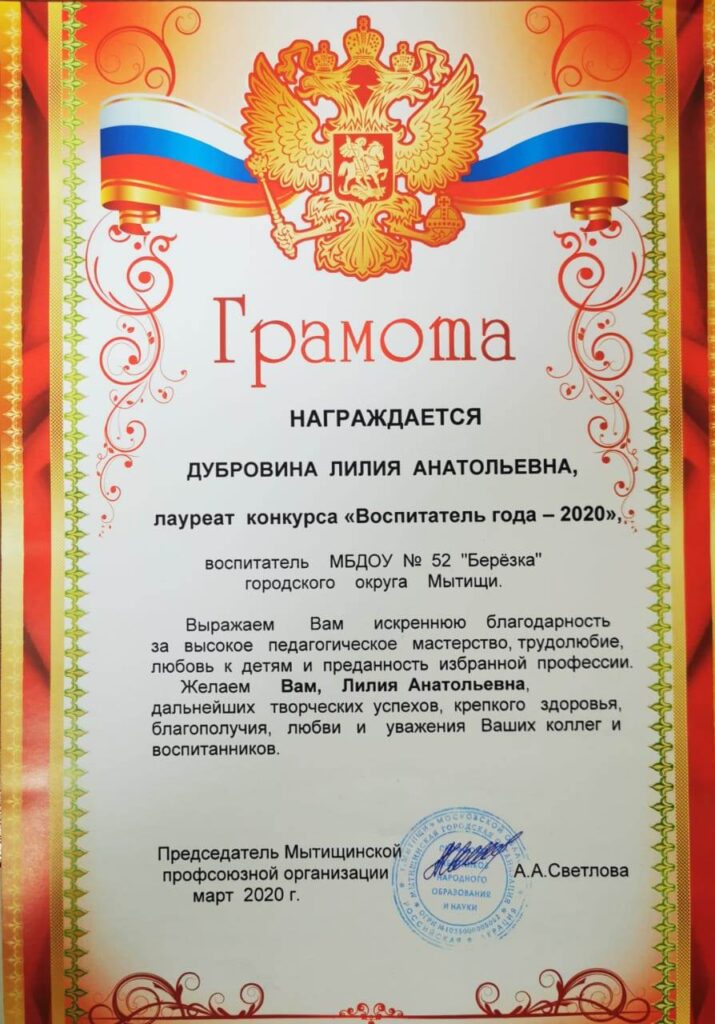 Грамота
НАГРАЖДАЕТСЯ
ДУБРОВИНА ЛИЛИЯ АНАТОЛЬЕВНА,
лауреат конкурса «Воспитатель года – 2020»,
воспитатель МБДОУ № 52 "Берёзка"
городского округа Мытищи.
Выражаем Вам искреннюю благодарность
за высокое педагогическое мастерство, трудолюбие,
любовь к детям и преданность избранной профессии.
Желаем Вам, Лилия Анатольевна,
дальнейших творческих успехов, крепкого здоровья,
благополучия, любви и уважения Ваших коллег и
воспитанников.
Председатель Мытищинской
профсоюзной организации
А.А.Светлова
март 2020 г.
НАРОДНОГО
ОБРАЗОВАНИЯ
И НАУКИ